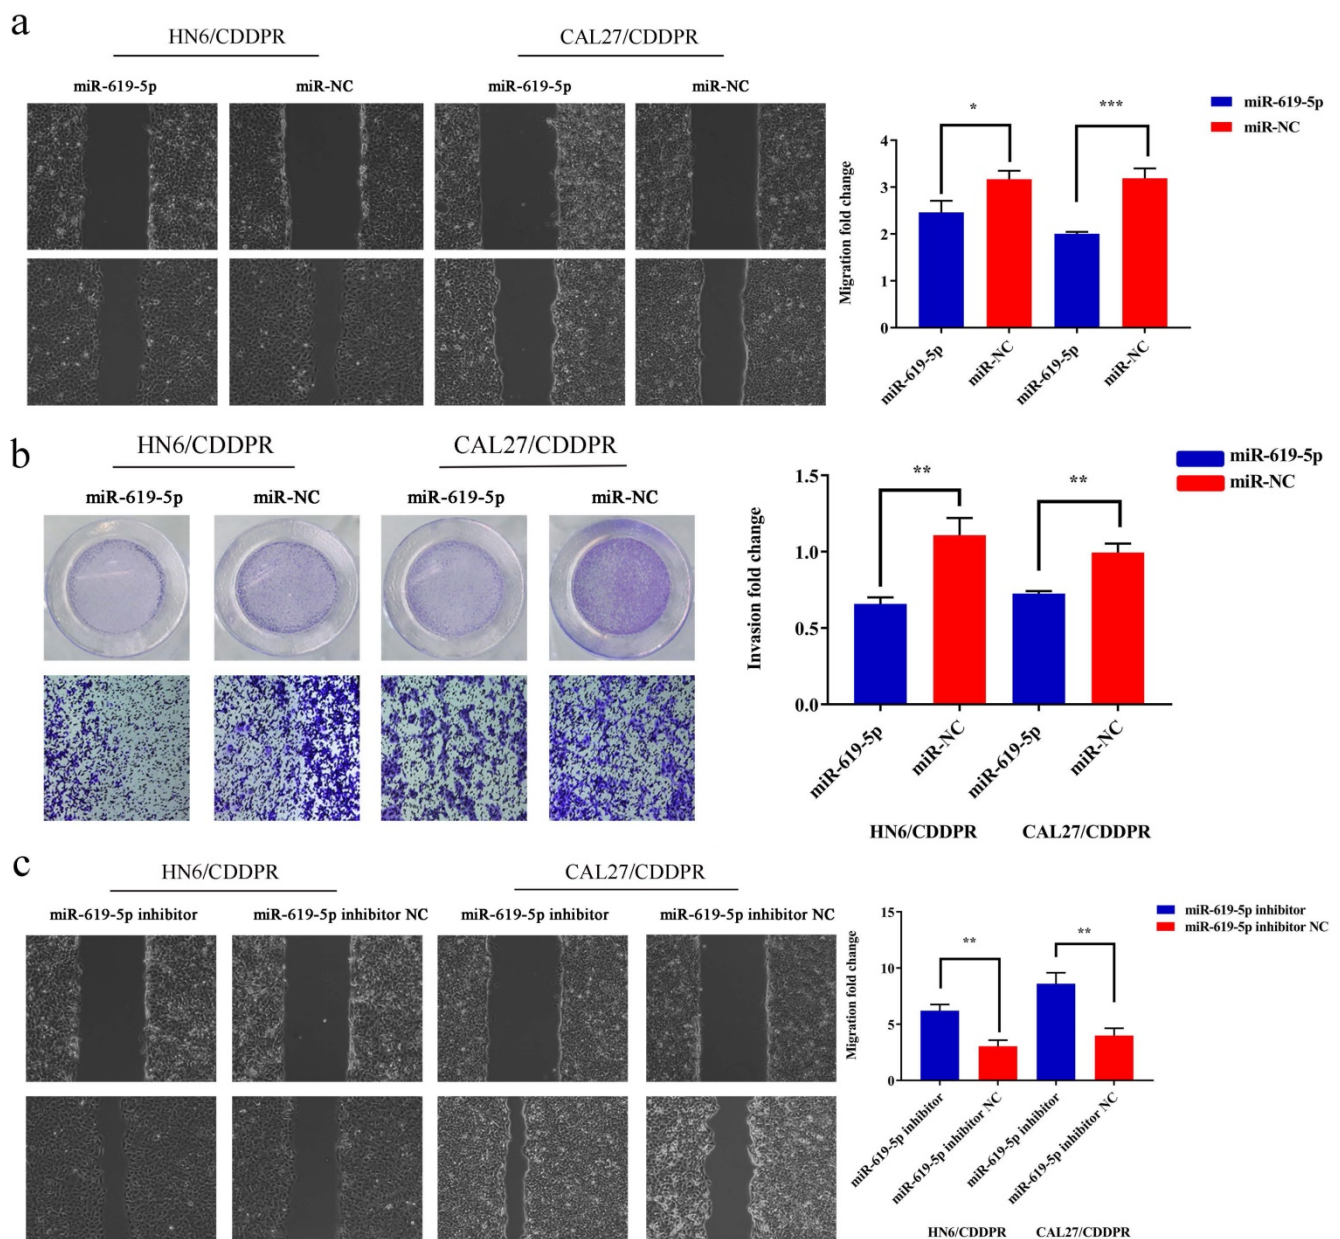 a
HN6/CDDPR
CAL27/CDDPR
miR-619-5p
miR-NC
miR-619-5p
miR-NC
Migration fold change
4
3
2
1
0
*
***
miR-619-5p
miR-NC
miR-619-5p
miR-NC
miR-619-5p
miR-NC
b
HN6/CDDPR
CAL27/CDDPR
miR-619-5p
miR-NC
miR-619-5p
miR-NC
Invasion fold change
1.5
1.0
0.5
0.0
**
**
miR-619-5p
miR-NC
miR-619-5p
miR-NC
HN6/CDDPR
CAL27/CDDPR
miR-619-5p
miR-NC
c
HN6/CDDPR
CAL27/CDDPR
miR-619-5p inhibitor
miR-619-5p inhibitor NC
miR-619-5p inhibitor
miR-619-5p inhibitor NC
Migration fold change
15
10
5
0
**
**
miR-619-5p inhibitor
miR-619-5p inhibitor NC
miR-619-5p inhibitor
miR-619-5p inhibitor NC
HN6/CDDPR
CAL27/CDDPR
miR-619-5p inhibitor
miR-619-5p inhibitor NC